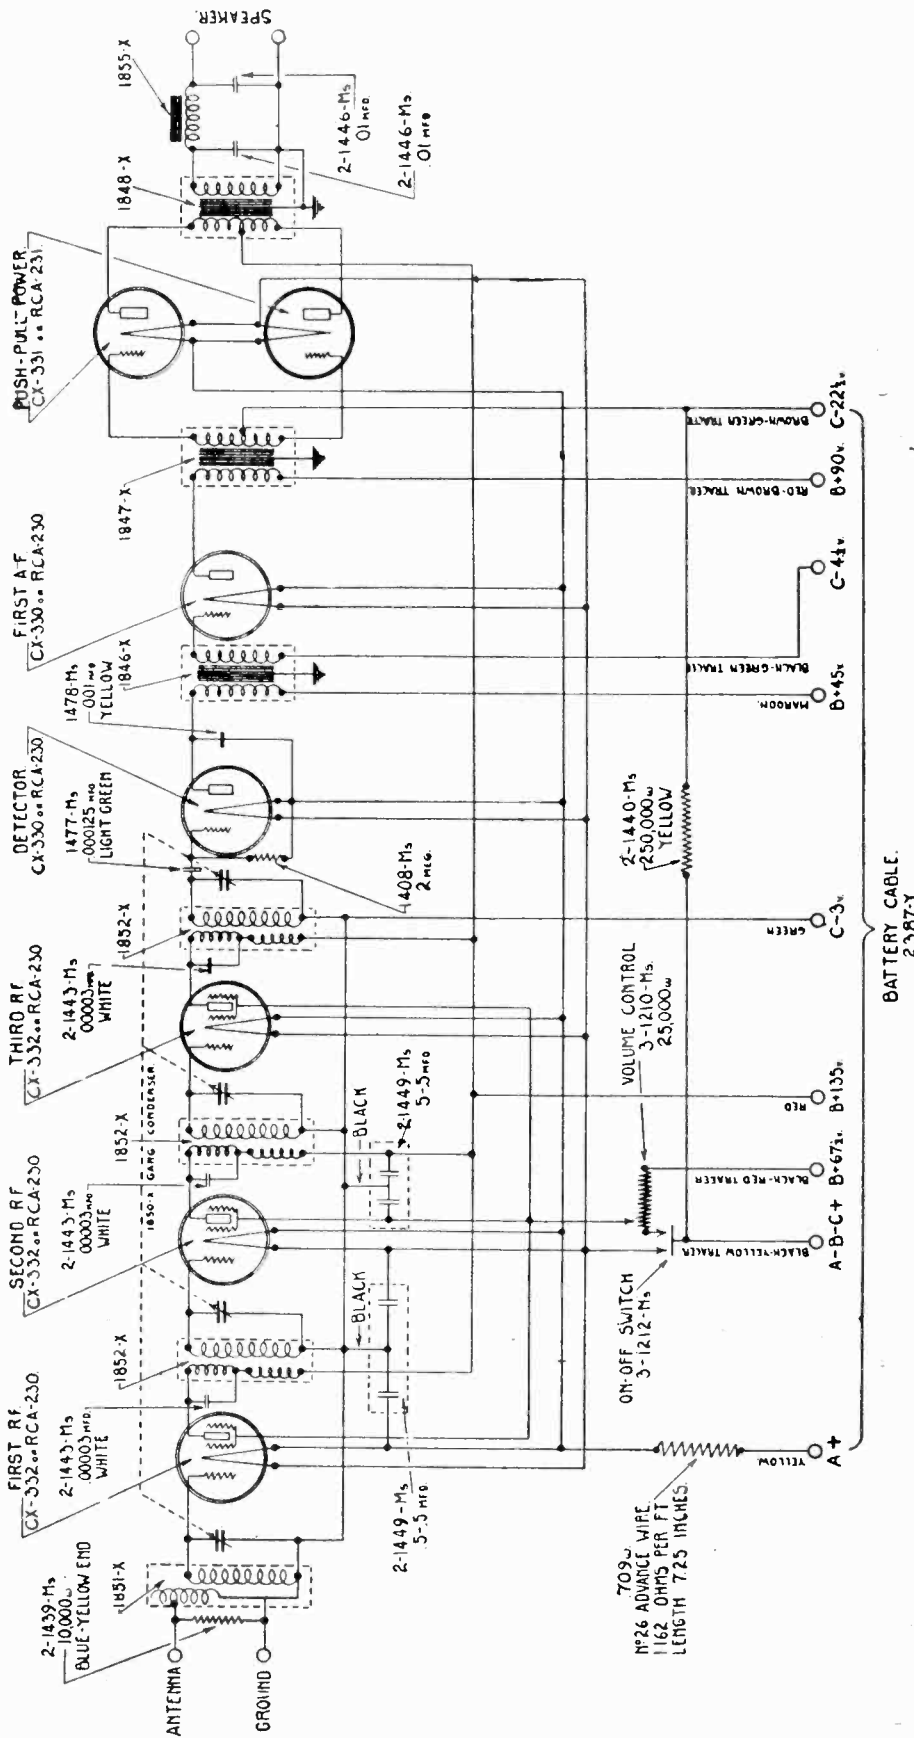 2-1439-Ms
10,000ω
BLUE-YELLOW END
1851-X
ANTENNA
GROUND
FIRST RF
CX-332 OR RCA-230
2-1443-Ms
.00003 MFD.
WHITE
1852-X
1850-X GANG CONDENSER
SECOND RF
CX-332 OR RCA-230
2-1443-Ms
.00003 MFD
WHITE
1852-X
THIRD RF
CX-332 OR RCA-230
2-1443-Ms
.00003 MFD
WHITE
1852-X
DETECTOR
CX-330 OR RCA-230
1477-Ms
.000125 MFD
LIGHT GREEN
1478-Ms
.001 MFD
YELLOW
1846-X
FIRST A-F
CX-330 OR RCA-230
1847-X
PUSH-PULL POWER
CX-331 OR RCA-231
1848-X
1855-X
SPEAKER
2-1446-Ms
.01 MFD
2-1446-Ms
.01 MFD
1408-Ms
2 MEG.
BLACK
2-1449-Ms
.5-.5 MFD
BLACK
2-1449-Ms
.5-.5 MFD
.709ω
Nº26 ADVANCE WIRE
1.162 OHMS PER FT
LENGTH 7.25 INCHES.
ON-OFF SWITCH
3-1212-Ms
VOLUME CONTROL
3-1210-Ms.
25,000ω
2-1440-Ms
250,000ω
YELLOW
YELLOW
BLACK-YELLOW TRACER
BLACK-RED TRACER
RED
GREEN
MAROON
BLACK-GREEN TRACER
RED-BROWN TRACER
BROWN-GREEN TRACER
A+
A-B-C+
B+67½v.
B+135v.
C-3v.
B+45v.
C-4½v.
B+90v.
C-22½v.
BATTERY CABLE.
2387-Y